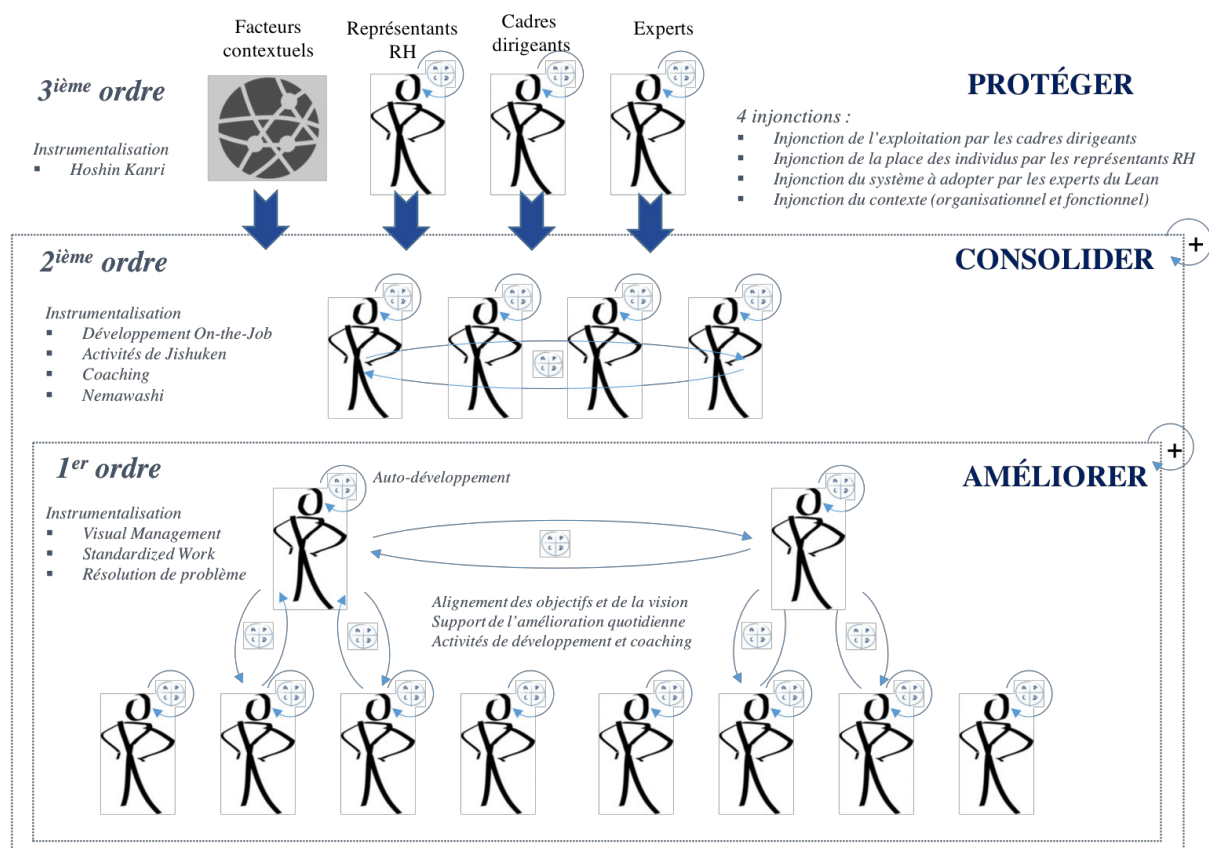 Facteurs
contextuels
Représentants
RH
Cadres
dirigeants
Experts
3ième ordre
Instrumentalisation
▪ Hoshin Kanri
PROTÉGER
4 injonctions :
▪ Injonction de l'exploitation par les cadres dirigeants
▪ Injonction de la place des individus par les représentants RH
▪ Injonction du système à adopter par les experts du Lean
▪ Injonction du contexte (organisationnel et fonctionnel)
+
2ième ordre
CONSOLIDER
Instrumentalisation
▪ Développement On-the-Job
▪ Activités de Jishuken
▪ Coaching
▪ Nemawashi
+
1er ordre
AMÉLIORER
Auto-développement
Instrumentalisation
▪ Visual Management
▪ Standardized Work
▪ Résolution de problème
Alignement des objectifs et de la vision
Support de l'amélioration quotidienne
Activités de développement et coaching